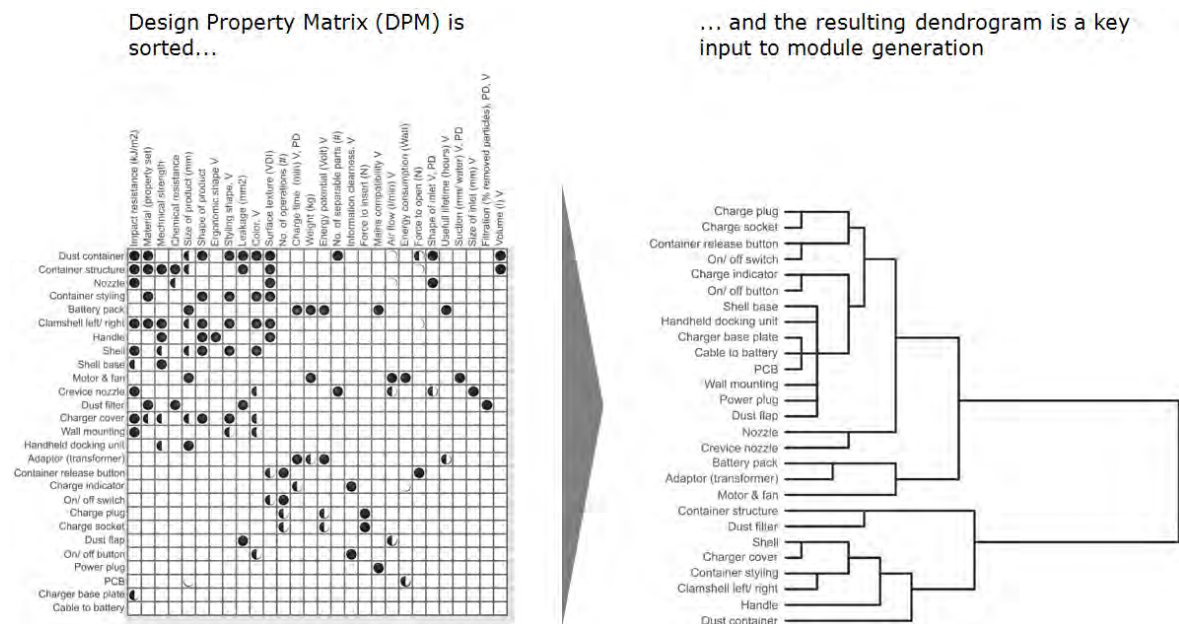 Design Property Matrix (DPM) is
sorted...
... and the resulting dendrogram is a key
input to module generation
Impact resistance (kJ/m2)
Material (property set)
Mechnical strength
Chemical resistance
Size of product (mm)
Shape of product
Ergonomic shape V
Styling shape, V
Leakage (mm2)
Color, V
Surface texture (VDI)
No. of operations (#)
Charge time (min) V, PD
Weight (kg)
Energy potential (Volt) V
No. of separable parts (#)
Information clearness, V
Force to insert (N)
Mains compatibility V
Air flow (l/min) V
Energy consumption (Wall)
Force to open (N)
Shape of inlet V, PD
Usefull lifetime (hours) V
Suction (mm/ water) V, PD
Size of inlet (mm) V
Filtration (% removed particles), PD, V
Volume (l) V
Dust container
Container structure
Nozzle
Container styling
Battery pack
Clamshell left/ right
Handle
Shell
Shell base
Motor & fan
Crevice nozzle
Dust filter
Charger cover
Wall mounting
Handheld docking unit
Adaptor (transformer)
Container release button
Charge indicator
On/ off switch
Charge plug
Charge socket
Dust flap
On/ off button
Power plug
PCB
Charger base plate
Cable to battery
Charge plug
Charge socket
Container release button
On/ off switch
Charge indicator
On/ off button
Shell base
Handheld docking unit
Charger base plate
Cable to battery
PCB
Wall mounting
Power plug
Dust flap
Nozzle
Crevice nozzle
Battery pack
Adaptor (transformer)
Motor & fan
Container structure
Dust filter
Shell
Charger cover
Container styling
Clamshell left/ right
Handle
Dust container